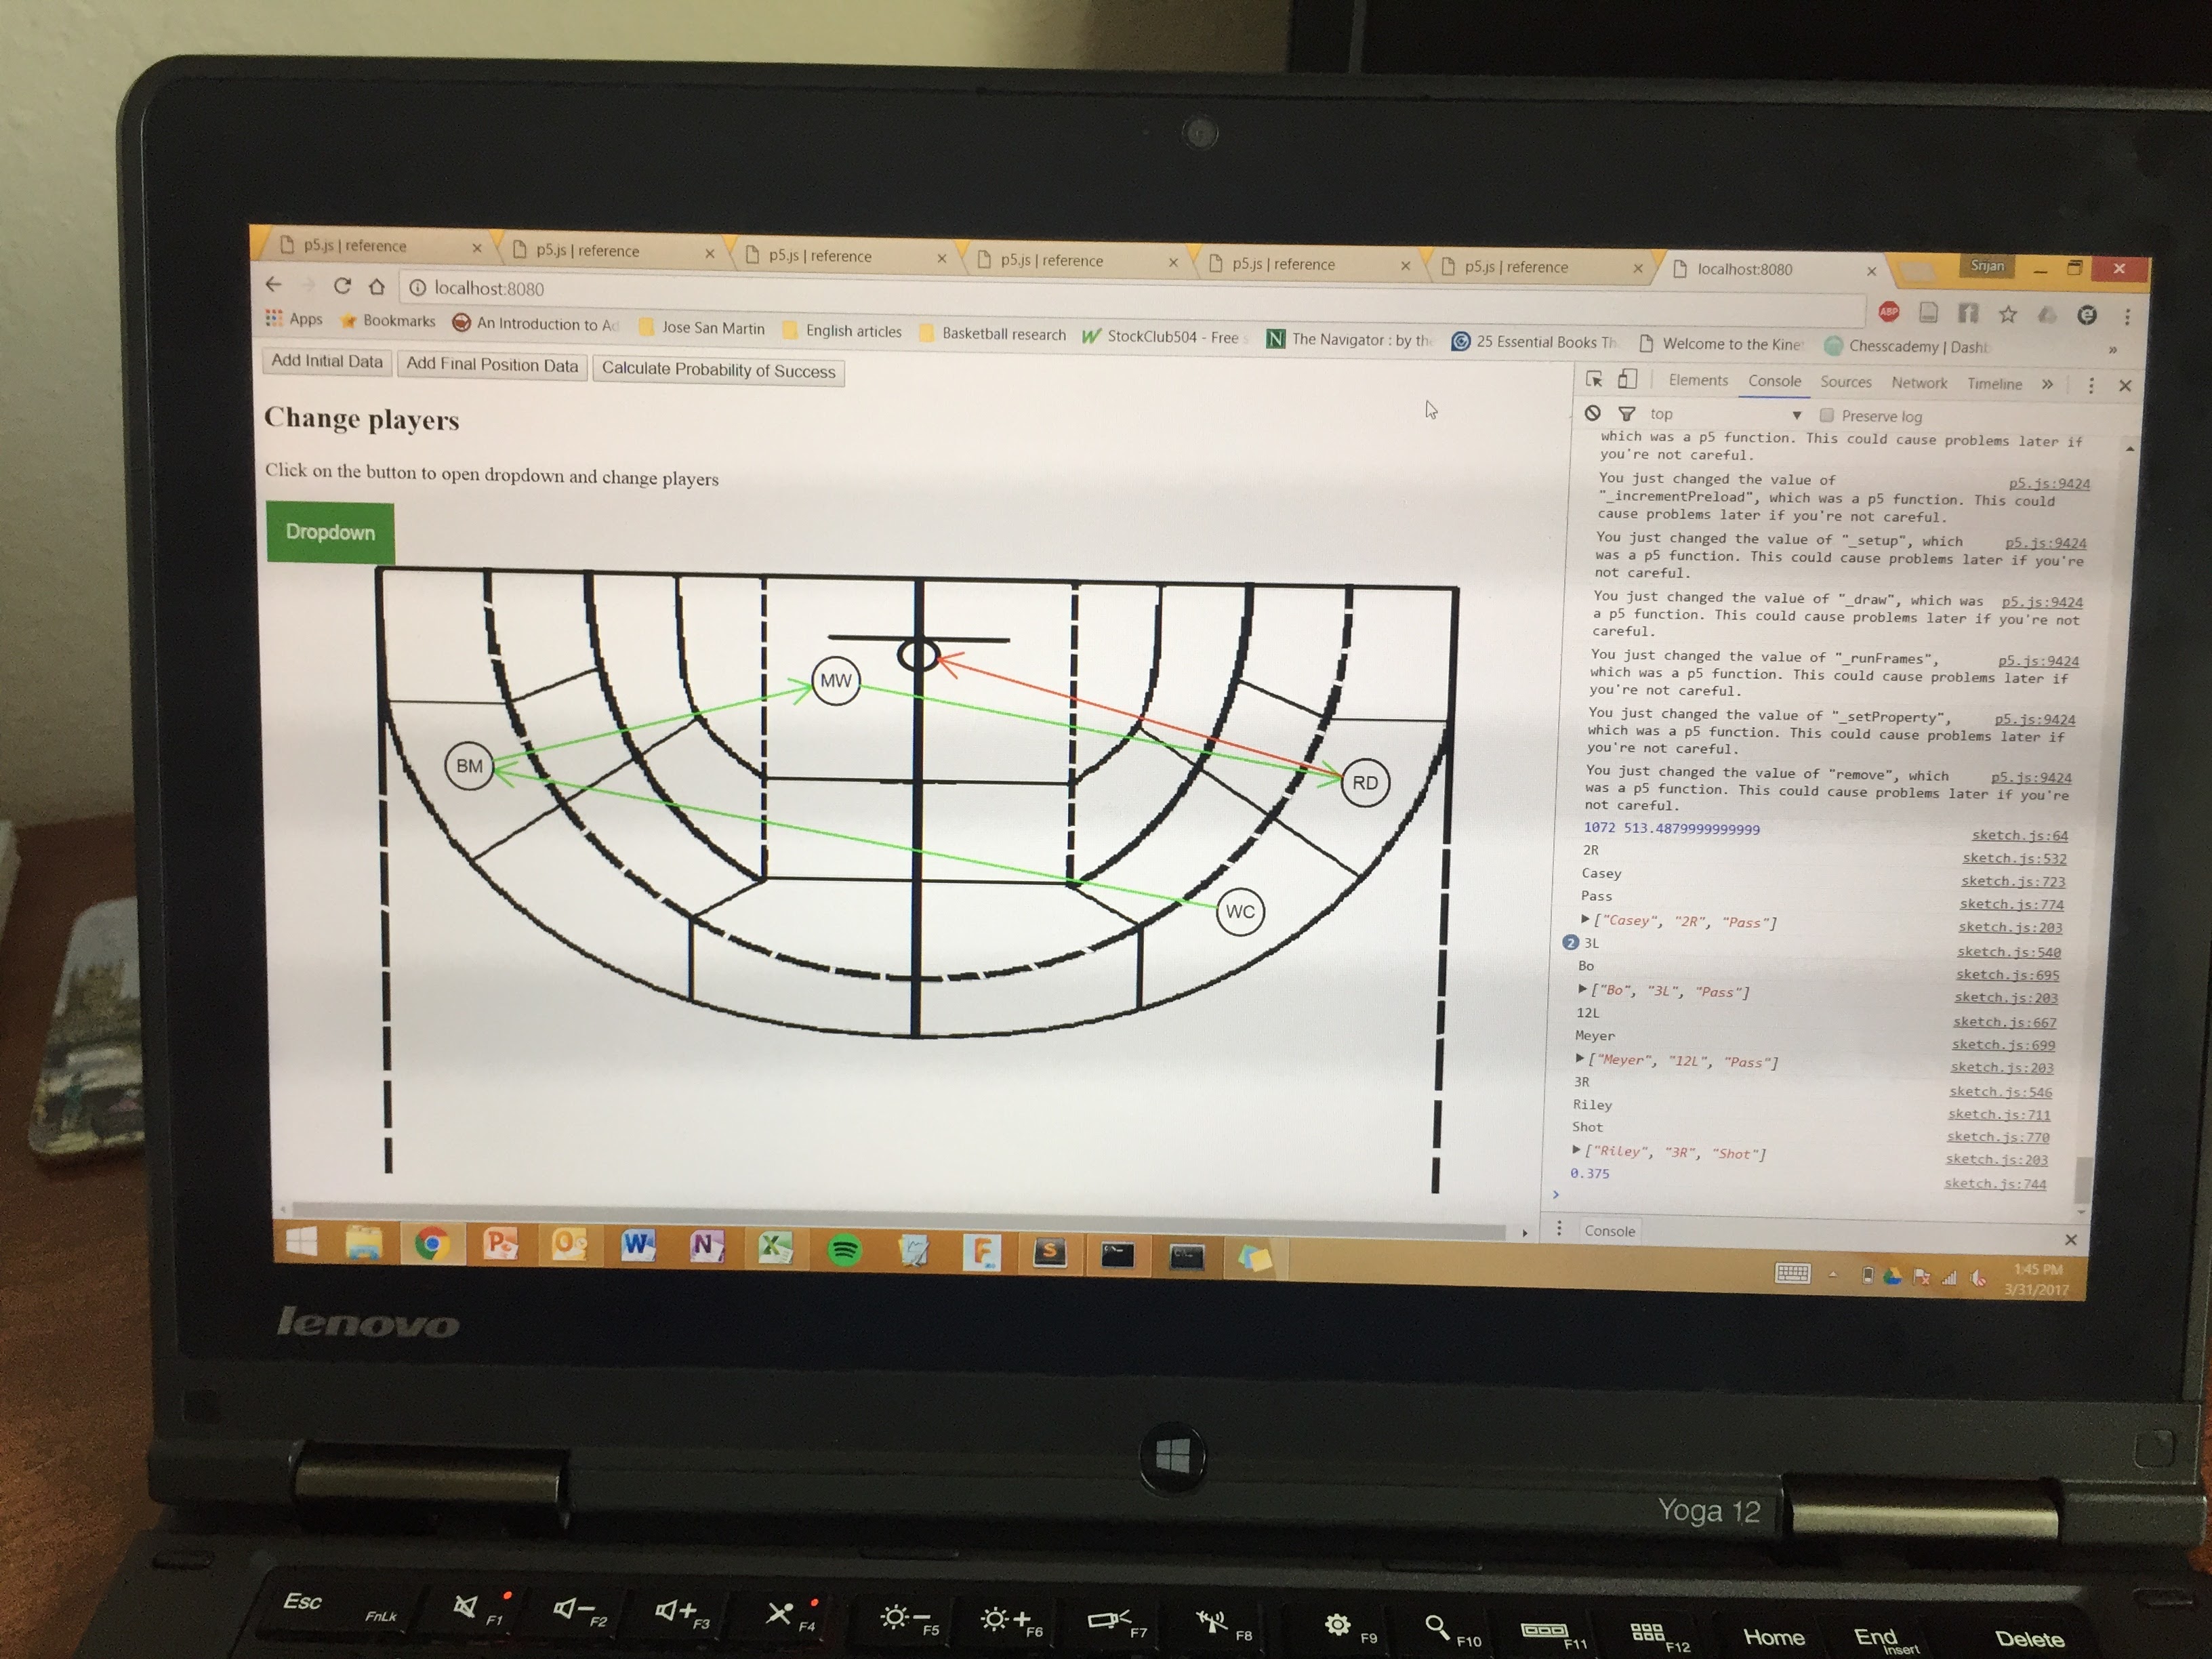 p5.js | reference
p5.js | reference
p5.js | reference
p5.js | reference
p5.js | reference
p5.js | reference
localhost:8080
Srijan
localhost:8080
ABP
Apps
Bookmarks
An Introduction to Ad
Jose San Martin
English articles
Basketball research
StockClub504 - Free
N The Navigator : by th
25 Essential Books Th
Welcome to the Kine
Chesscademy | Dash
»
Add Initial Data
Add Final Position Data
Calculate Probability of Success
Change players
Click on the button to open dropdown and change players
Dropdown
MW
BM
RD
WC
Elements Console Sources Network Timeline »
top Preserve log
which was a p5 function. This could cause problems later if
you're not careful.
You just changed the value of p5.js:9424
"_incrementPreload", which was a p5 function. This could
cause problems later if you're not careful.
You just changed the value of "_setup", which p5.js:9424
was a p5 function. This could cause problems later if you're
not careful.
You just changed the value of "_draw", which was p5.js:9424
a p5 function. This could cause problems later if you're not
careful.
You just changed the value of "_runFrames", p5.js:9424
which was a p5 function. This could cause problems later if
you're not careful.
You just changed the value of "_setProperty", p5.js:9424
which was a p5 function. This could cause problems later if
you're not careful.
You just changed the value of "remove", which p5.js:9424
was a p5 function. This could cause problems later if you're
not careful.
1072 513.4879999999999 sketch.js:64
2R sketch.js:532
Casey sketch.js:723
Pass sketch.js:774
["Casey", "2R", "Pass"] sketch.js:203
2 3L sketch.js:540
Bo sketch.js:695
["Bo", "3L", "Pass"] sketch.js:203
12L sketch.js:667
Meyer sketch.js:699
["Meyer", "12L", "Pass"] sketch.js:203
3R sketch.js:546
Riley sketch.js:711
Shot sketch.js:770
["Riley", "3R", "Shot"] sketch.js:203
0.375 sketch.js:744
>
Console
1:45 PM
3/31/2017
lenovo
Yoga 12
Esc FnLk F1 F2 F3 F4 F5 F6 F7 F8 F9 F10 F11 F12 Home End Insert Delete